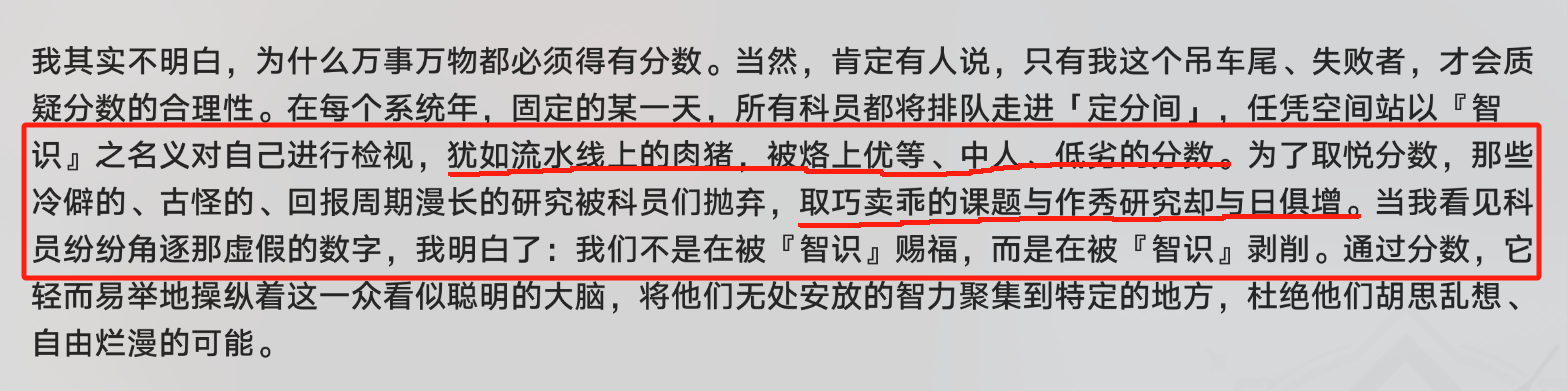 我其实不明白，为什么万事万物都必须得有分数。当然，肯定有人说，只有我这个吊车尾、失败者，才会质
疑分数的合理性。在每个系统年，固定的某一天，所有科员都将排队走进「定分间」，任凭空间站以『智
识』之名义对自己进行检视，犹如流水线上的肉猪，被烙上优等、中人、低劣的分数。为了取悦分数，那些
冷僻的、古怪的、回报周期漫长的研究被科员们抛弃，取巧卖乖的课题与作秀研究却与日俱增。当我看见科
员纷纷角逐那虚假的数字，我明白了：我们不是在被『智识』赐福，而是在被『智识』剥削。通过分数，它
轻而易举地操纵着这一众看似聪明的大脑，将他们无处安放的智力聚集到特定的地方，杜绝他们胡思乱想、
自由烂漫的可能。